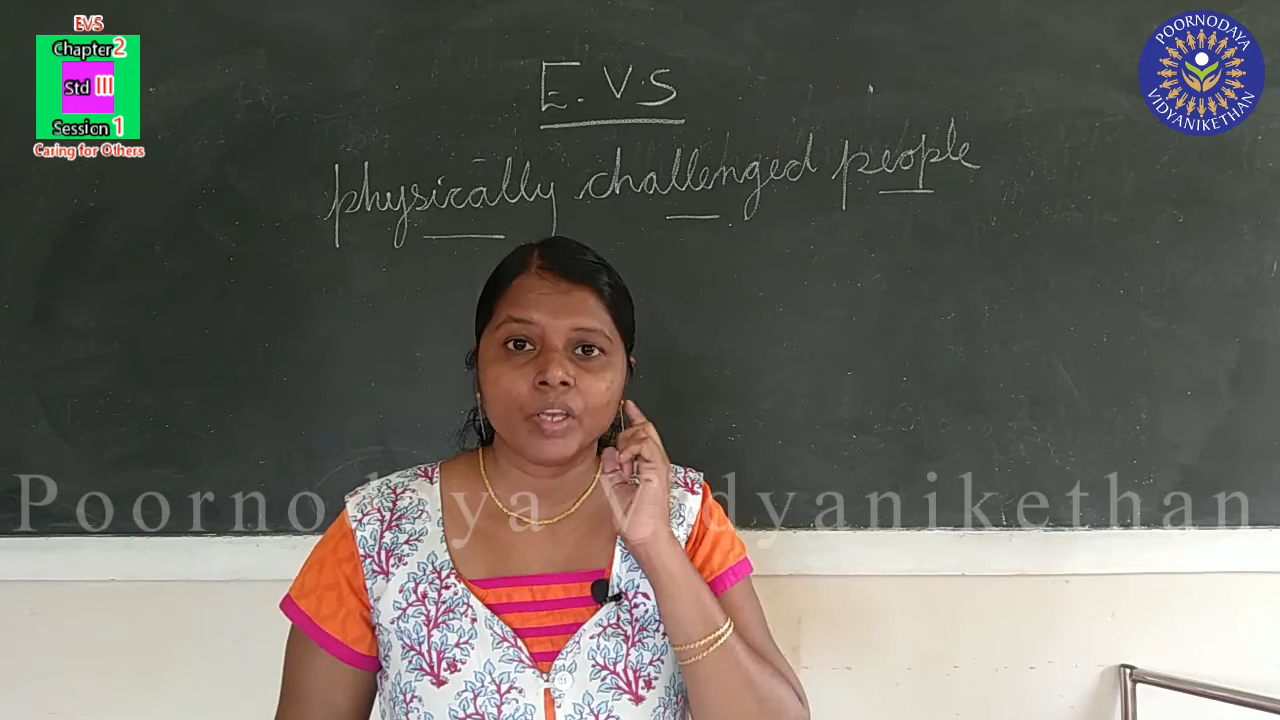 EVS
Chapter 2
Std III
Session 1
Caring for Others
E.V.S
physically challenged people
POORNODAYA
VIDYANIKETHAN
Poornodaya Vidyanikethan